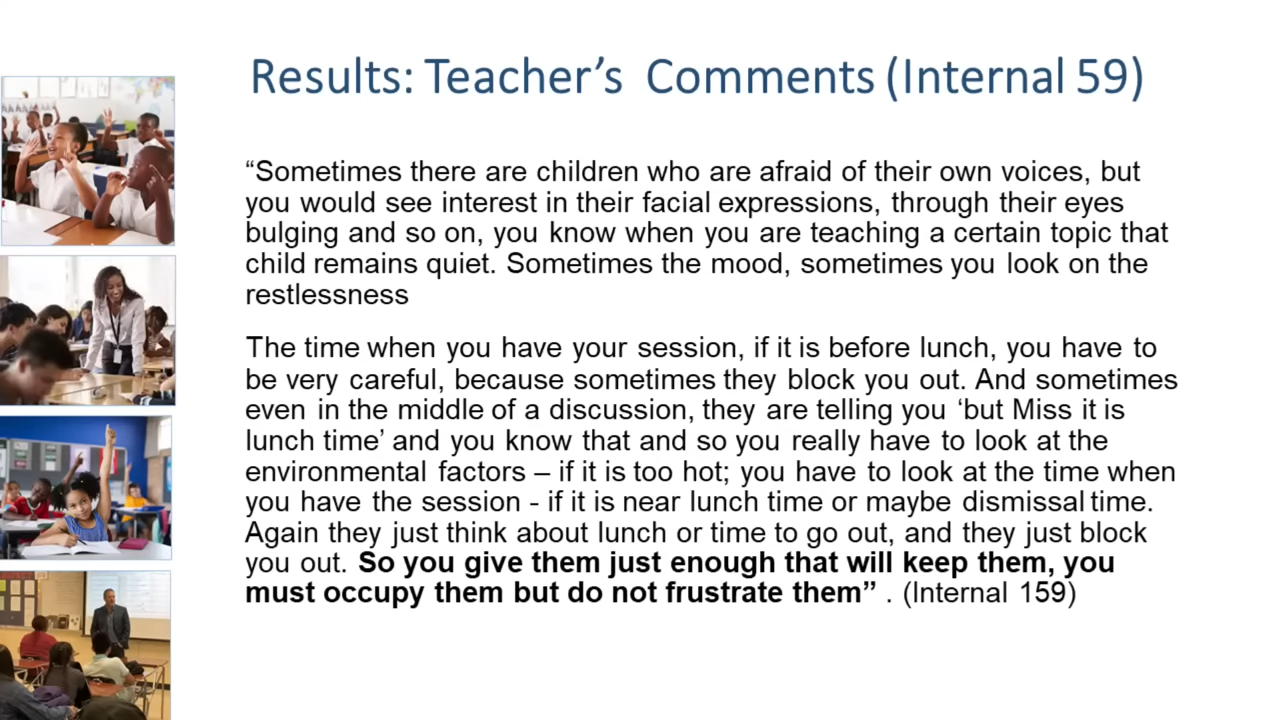 Results: Teacher’s Comments (Internal 59)
“Sometimes there are children who are afraid of their own voices, but
you would see interest in their facial expressions, through their eyes
bulging and so on, you know when you are teaching a certain topic that
child remains quiet. Sometimes the mood, sometimes you look on the
restlessness
The time when you have your session, if it is before lunch, you have to
be very careful, because sometimes they block you out. And sometimes
even in the middle of a discussion, they are telling you ‘but Miss it is
lunch time’ and you know that and so you really have to look at the
environmental factors – if it is too hot; you have to look at the time when
you have the session - if it is near lunch time or maybe dismissal time.
Again they just think about lunch or time to go out, and they just block
you out. So you give them just enough that will keep them, you
must occupy them but do not frustrate them” . (Internal 159)